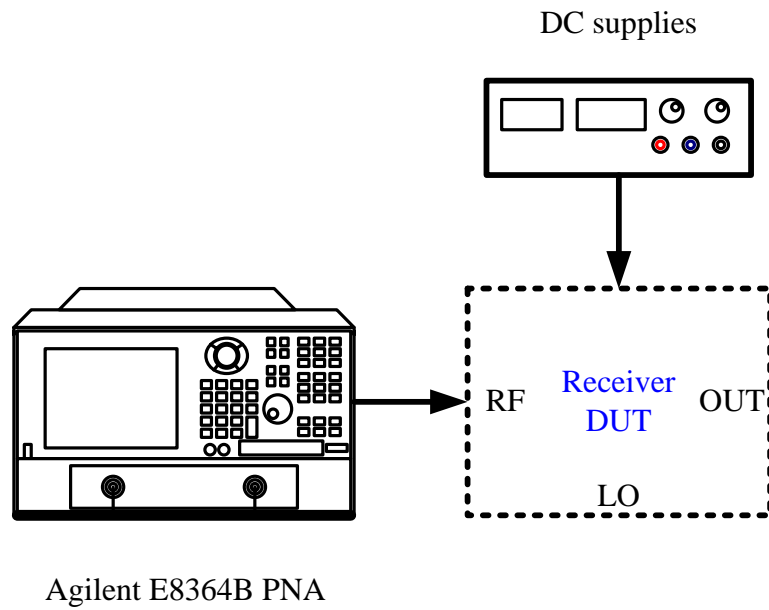 DC supplies
RF
Receiver
DUT
OUT
LO
Agilent E8364B PNA